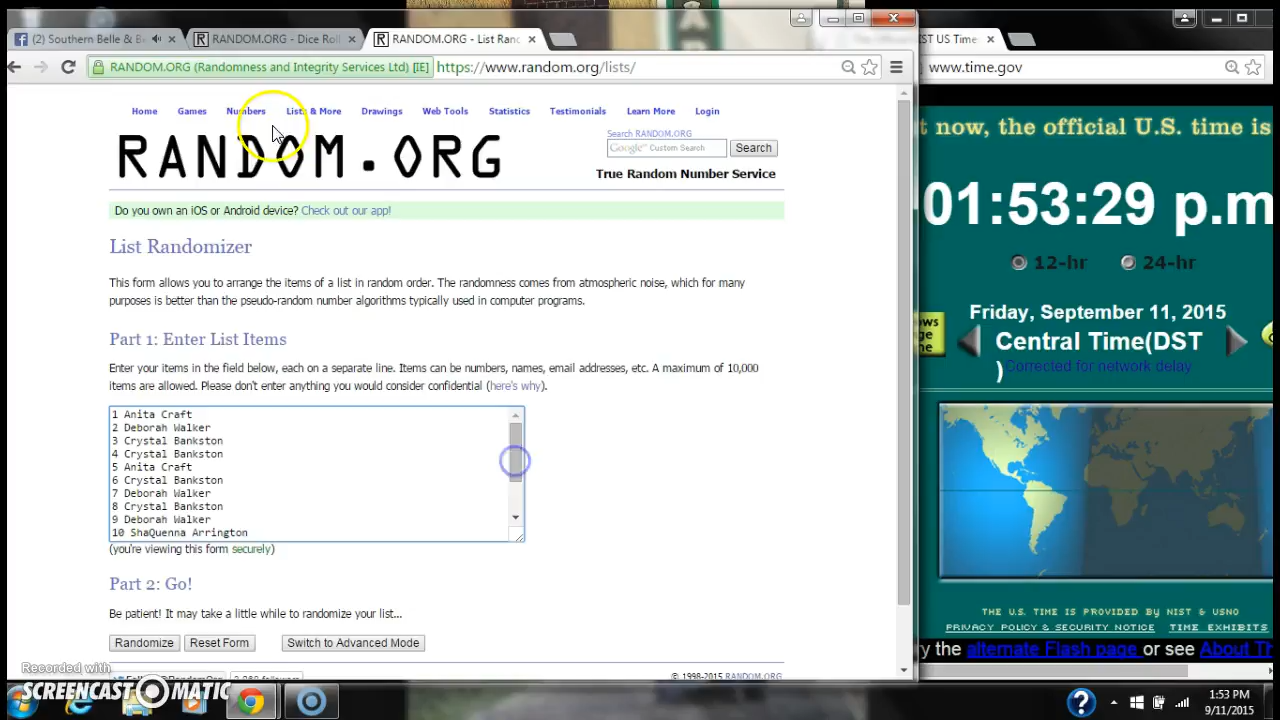 (2) Southern Belle & B
RANDOM.ORG - Dice Roll
RANDOM.ORG - List Ran
ST US Time
RANDOM.ORG (Randomness and Integrity Services Ltd) [IE]
https://www.random.org/lists/
www.time.gov
Home Games Numbers Lists & More Drawings Web Tools Statistics Testimonials Learn More Login
RANDOM.ORG
Search RANDOM.ORG
Google™ Custom Search
Search
True Random Number Service
Do you own an iOS or Android device? Check out our app!
List Randomizer
This form allows you to arrange the items of a list in random order. The randomness comes from atmospheric noise, which for many
purposes is better than the pseudo-random number algorithms typically used in computer programs.
Part 1: Enter List Items
Enter your items in the field below, each on a separate line. Items can be numbers, names, email addresses, etc. A maximum of 10,000
items are allowed. Please don't enter anything you would consider confidential (here's why).
1 Anita Craft
2 Deborah Walker
3 Crystal Bankston
4 Crystal Bankston
5 Anita Craft
6 Crystal Bankston
7 Deborah Walker
8 Crystal Bankston
9 Deborah Walker
10 ShaQuenna Arrington
(you're viewing this form securely)
Part 2: Go!
Be patient! It may take a little while to randomize your list...
Randomize Reset Form Switch to Advanced Mode
© 1998-2015 RANDOM.ORG
t now, the official U.S. time is
01:53:29 p.m
12-hr 24-hr
Friday, September 11, 2015
Central Time(DST
)Corrected for network delay
THE U.S. TIME IS PROVIDED BY NIST & USNO
PRIVACY POLICY & SECURITY NOTICE TIME EXHIBITS
ry the alternate Flash page or see About Th
Recorded with
SCREENCAST-O-MATIC
1:53 PM
9/11/2015